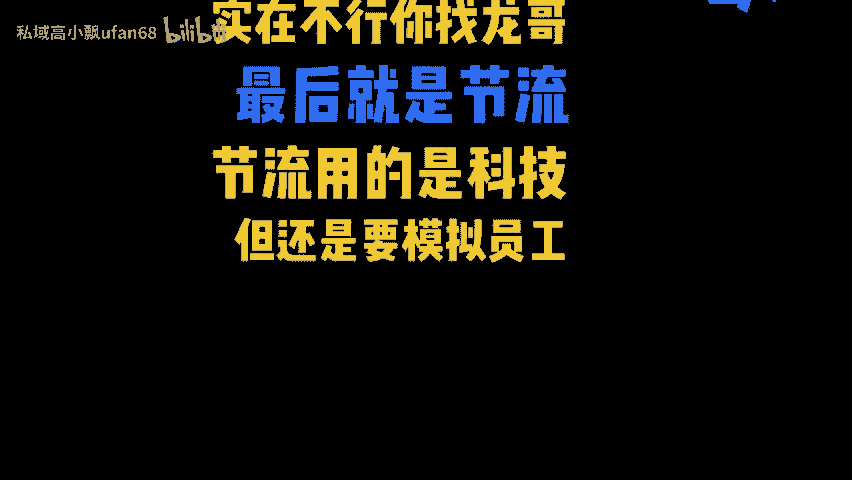 私域高小飘ufan68 bilibili
实在不行你找龙哥
最后就是节流
节流用的是科技
但还是要模拟员工